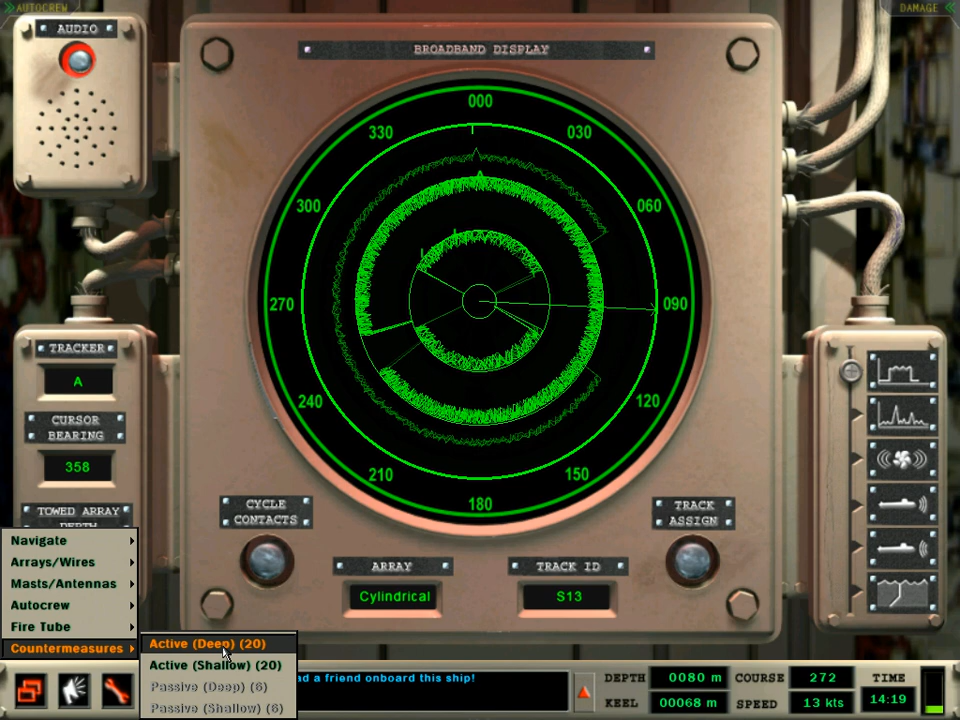 AUTOCREW
DAMAGE
AUDIO
BROADBAND DISPLAY
000
030
060
090
120
150
180
210
240
270
300
330
TRACKER
A
CURSOR
BEARING
358
TOWED ARRAY
DEPTH
CYCLE
CONTACTS
TRACK
ASSIGN
ARRAY
Cylindrical
TRACK ID
S13
Navigate
Arrays/Wires
Masts/Antennas
Autocrew
Fire Tube
Countermeasures
Active (Deep) (20)
Active (Shallow) (20)
Passive (Deep) (6)
Passive (Shallow) (6)
ad a friend onboard this ship!
DEPTH 0080 m COURSE 272 TIME
KEEL 00068 m SPEED 13 kts 14:19